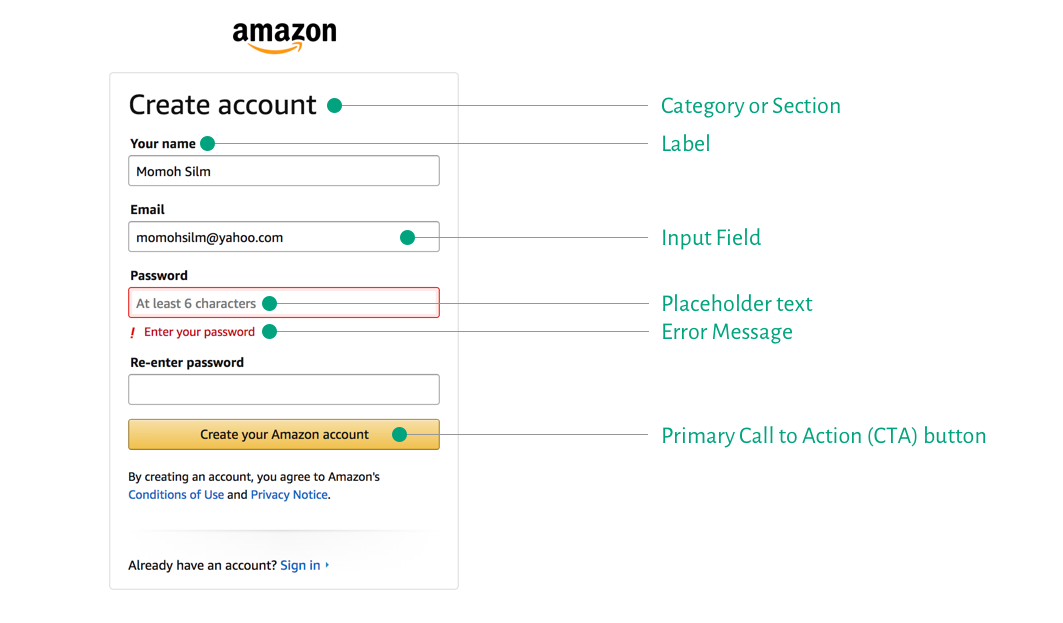 amazon
Create account
Category or Section
Your name
Label
Momoh Silm
Email
momohsilm@yahoo.com
Input Field
Password
At least 6 characters
Placeholder text
! Enter your password
Error Message
Re-enter password
Create your Amazon account
Primary Call to Action (CTA) button
By creating an account, you agree to Amazon's
Conditions of Use and Privacy Notice.
Already have an account? Sign in